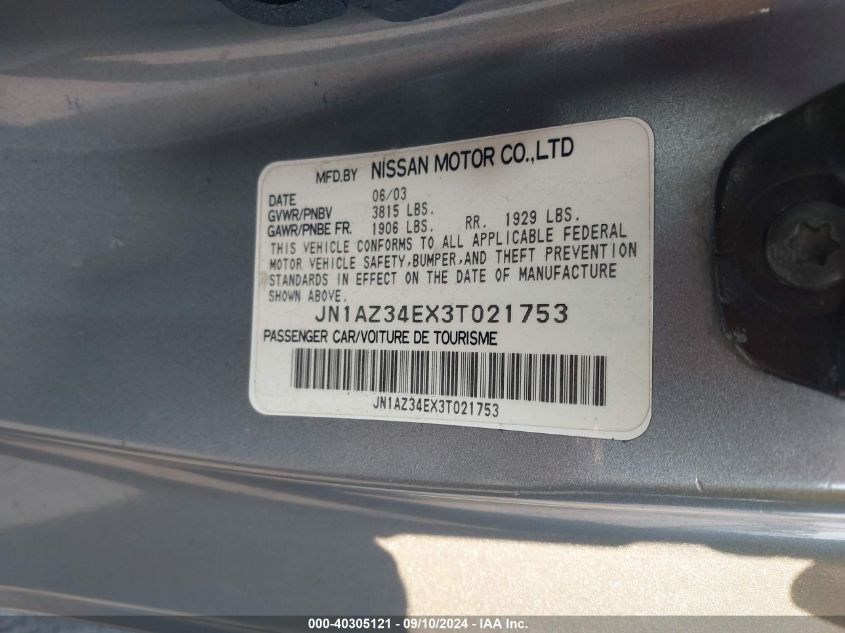 MFD.BY NISSAN MOTOR CO.,LTD
DATE 06/03
GVWR/PNBV 3815 LBS.
GAWR/PNBE FR. 1906 LBS. RR. 1929 LBS.
THIS VEHICLE CONFORMS TO ALL APPLICABLE FEDERAL
MOTOR VEHICLE SAFETY,BUMPER,AND THEFT PREVENTION
STANDARDS IN EFFECT ON THE DATE OF MANUFACTURE
SHOWN ABOVE.
JN1AZ34EX3T021753
PASSENGER CAR/VOITURE DE TOURISME
JN1AZ34EX3T021753
000-40305121 - 09/10/2024 - IAA Inc.